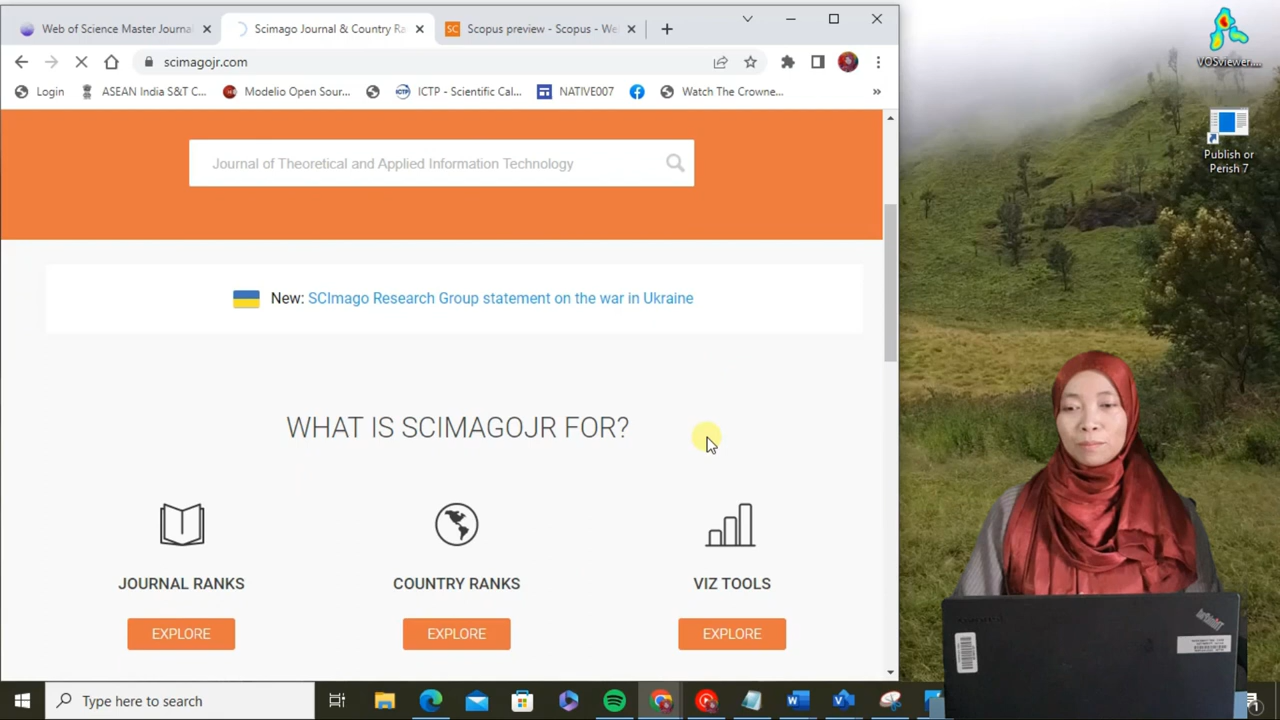 Web of Science Master Journal
Scimago Journal & Country Ra
SC Scopus preview - Scopus - We
scimagojr.com
Login
ASEAN India S&T C...
Modelio Open Sour...
ICTP - Scientific Cal...
NATIVE007
Watch The Crowne...
Journal of Theoretical and Applied Information Technology
New: SCImago Research Group statement on the war in Ukraine
WHAT IS SCIMAGOJR FOR?
JOURNAL RANKS
COUNTRY RANKS
VIZ TOOLS
EXPLORE
EXPLORE
EXPLORE
VOSviewer....
Publish or
Perish 7
Type here to search
1